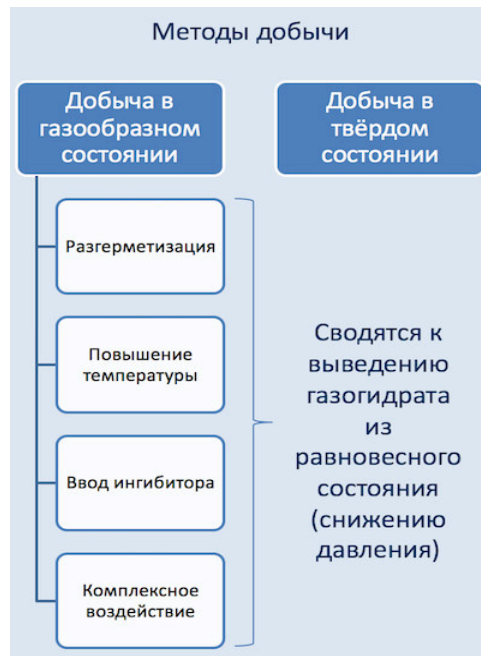 Методы добычи
Добыча в
газообразном
состоянии
Добыча в
твёрдом
состоянии
Разгерметизация
Повышение
температуры
Ввод ингибитора
Комплексное
воздействие
Сводятся к
выведению
газогидрата
из
равновесного
состояния
(снижению
давления)